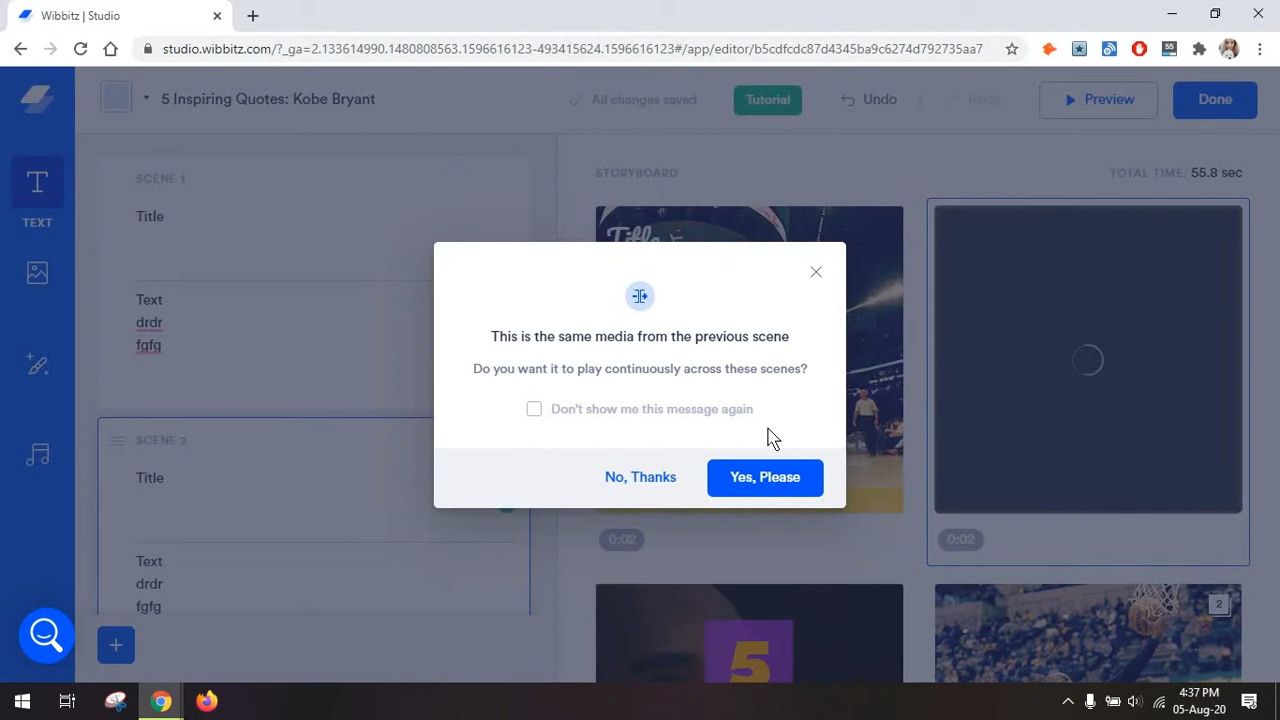 Wibbitz | Studio
studio.wibbitz.com/?_ga=2.133614990.1480808563.1596616123-493415624.1596616123#/app/editor/b5cdfcdc87d4345ba9c6274d792735aa7
55
5 Inspiring Quotes: Kobe Bryant
All changes saved
Tutorial
Undo
Redo
Preview
Done
TEXT
SCENE 1
Title
Text
drdr
fgfg
SCENE 2
Title
Text
drdr
fgfg
STORYBOARD
TOTAL TIME: 55.8 sec
Title
0:02
0:02
5
2
This is the same media from the previous scene
Do you want it to play continuously across these scenes?
Don't show me this message again
No, Thanks
Yes, Please
4:37 PM
05-Aug-20